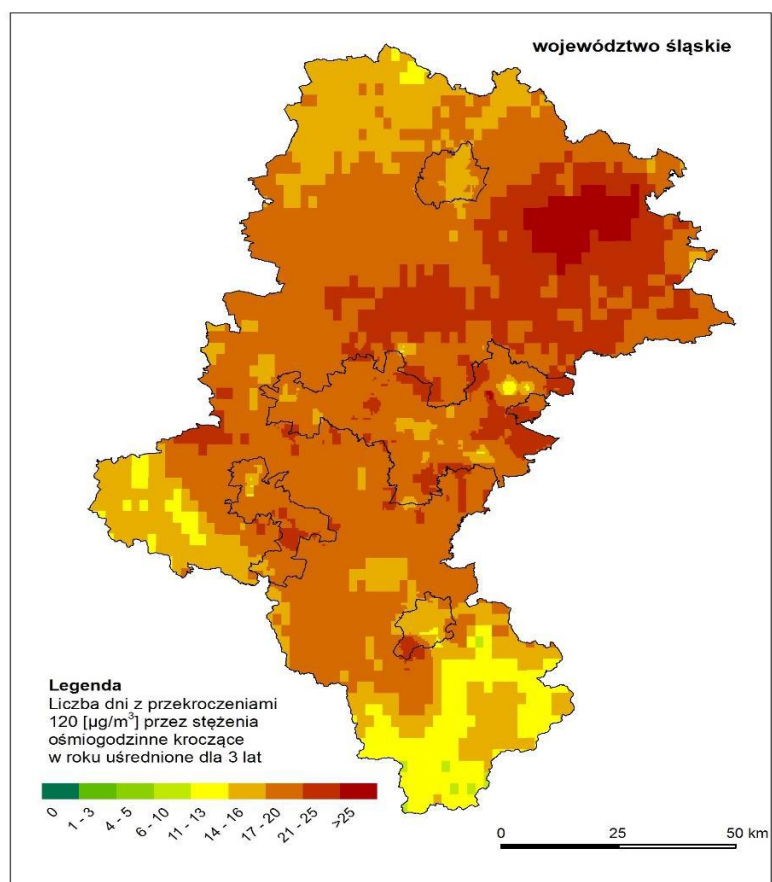 województwo śląskie
Legenda
Liczba dni z przekroczeniami
120 [µg/m³] przez stężenia
ośmiogodzinne kroczące
w roku uśrednione dla 3 lat
0
1 - 3
4 - 5
6 - 10
11 - 13
14 - 16
17 - 20
21 - 25
>25
0 25 50 km